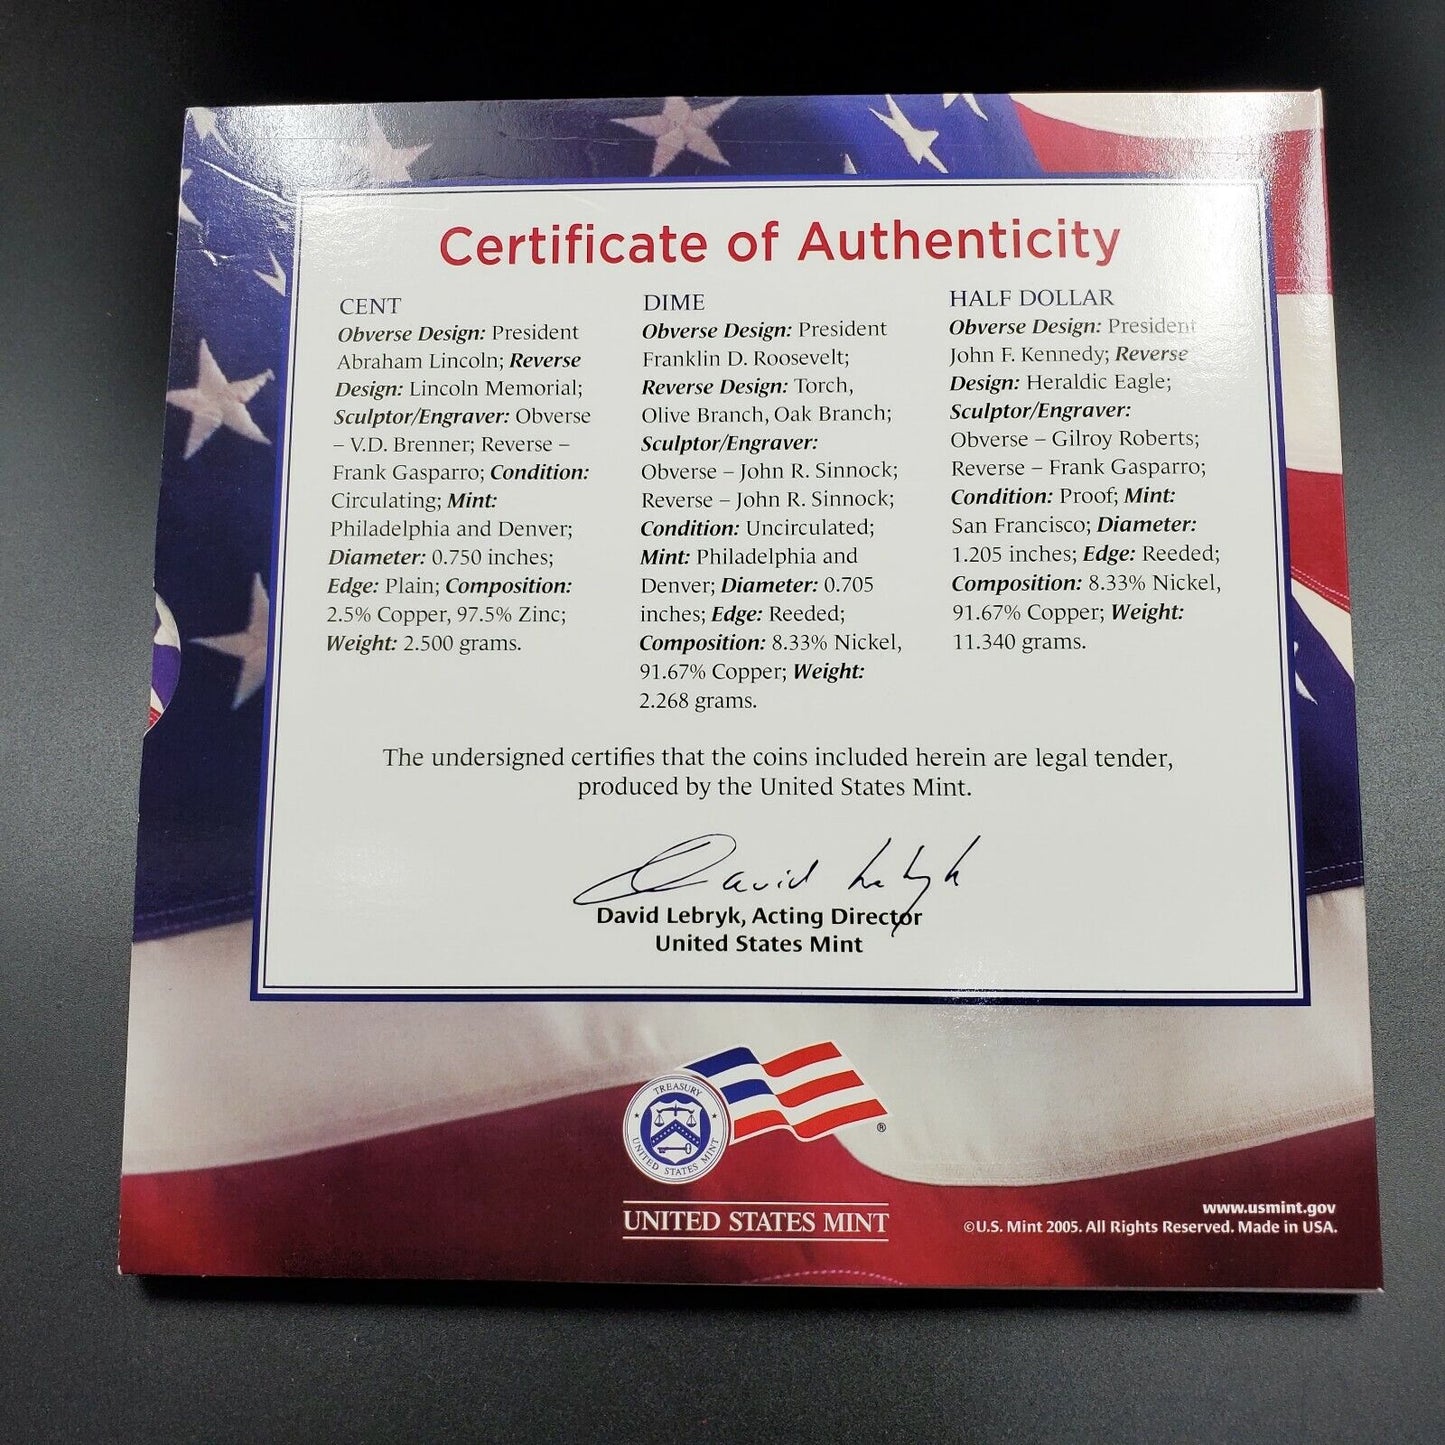 Certificate of Authenticity
CENT
Obverse Design: President
Abraham Lincoln; Reverse
Design: Lincoln Memorial;
Sculptor/Engraver: Obverse
– V.D. Brenner; Reverse –
Frank Gasparro; Condition:
Circulating; Mint:
Philadelphia and Denver;
Diameter: 0.750 inches;
Edge: Plain; Composition:
2.5% Copper, 97.5% Zinc;
Weight: 2.500 grams.
DIME
Obverse Design: President
Franklin D. Roosevelt;
Reverse Design: Torch,
Olive Branch, Oak Branch;
Sculptor/Engraver:
Obverse – John R. Sinnock;
Reverse – John R. Sinnock;
Condition: Uncirculated;
Mint: Philadelphia and
Denver; Diameter: 0.705
inches; Edge: Reeded;
Composition: 8.33% Nickel,
91.67% Copper; Weight:
2.268 grams.
HALF DOLLAR
Obverse Design: President
John F. Kennedy; Reverse
Design: Heraldic Eagle;
Sculptor/Engraver:
Obverse – Gilroy Roberts;
Reverse – Frank Gasparro;
Condition: Proof; Mint:
San Francisco; Diameter:
1.205 inches; Edge: Reeded;
Composition: 8.33% Nickel,
91.67% Copper; Weight:
11.340 grams.
The undersigned certifies that the coins included herein are legal tender,
produced by the United States Mint.
David Lebryk
David Lebryk, Acting Director
United States Mint
TREASURY
UNITED STATES MINT
®
UNITED STATES MINT
www.usmint.gov
©U.S. Mint 2005. All Rights Reserved. Made in USA.